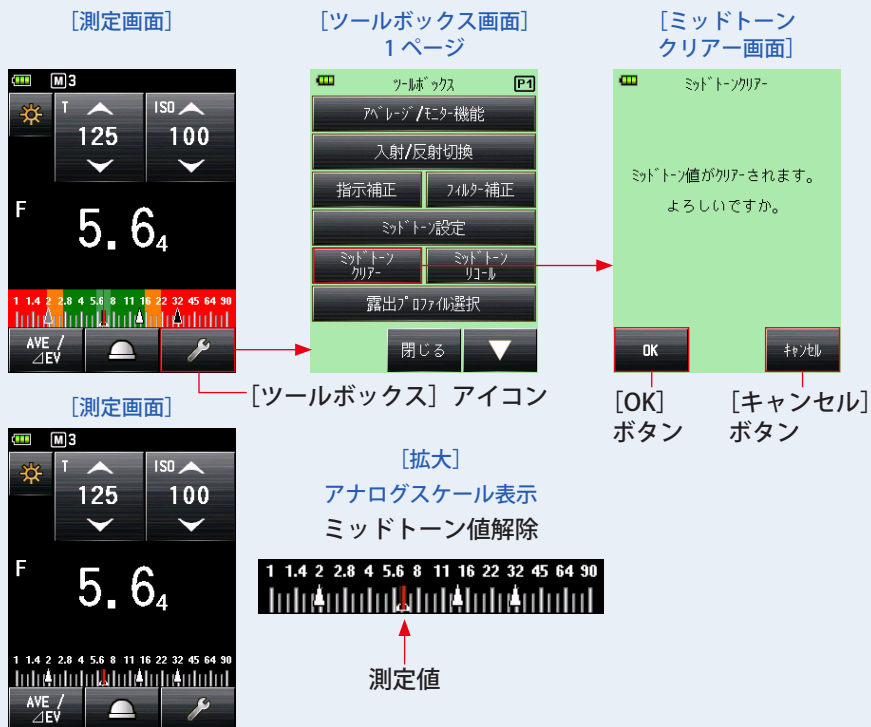 ［測定画面］
M 3
T
125
ISO
100
F
5.6₄
1 1.4 2 2.8 4 5.6 8 11 16 22 32 45 64 90
AVE /
⊿EV
［ツールボックス画面］
1 ページ
ツールボックス
P1
アベレージ/モニター機能
入射/反射切換
指示補正
フィルター補正
ミッドトーン設定
ミッドトーン
クリアー
ミッドトーン
リコール
露出プロファイル選択
閉じる
［ミッドトーン
クリアー画面］
ミッドトーンクリアー
ミッドトーン値がクリアーされます。
よろしいですか。
OK
キャンセル
［ツールボックス］アイコン
［OK］
ボタン
［キャンセル］
ボタン
［測定画面］
M 3
T
125
ISO
100
F
5.6₄
1 1.4 2 2.8 4 5.6 8 11 16 22 32 45 64 90
AVE /
⊿EV
［拡大］
アナログスケール表示
ミッドトーン値解除
1 1.4 2 2.8 4 5.6 8 11 16 22 32 45 64 90
測定値